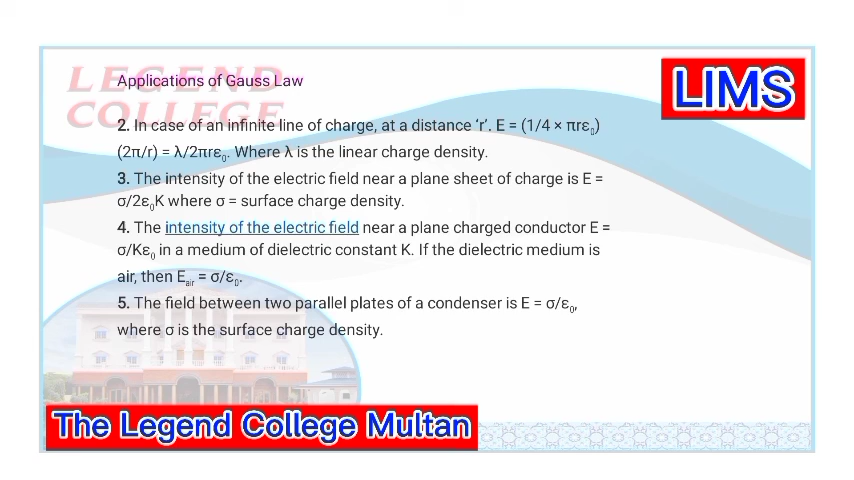 LEGEND
COLLEGE
Applications of Gauss Law
LIMS
2. In case of an infinite line of charge, at a distance ‘r’. E = (1/4 × πrε₀)
(2π/r) = λ/2πrε₀. Where λ is the linear charge density.
3. The intensity of the electric field near a plane sheet of charge is E =
σ/2ε₀K where σ = surface charge density.
4. The intensity of the electric field near a plane charged conductor E =
σ/Kε₀ in a medium of dielectric constant K. If the dielectric medium is
air, then Eair = σ/ε₀.
5. The field between two parallel plates of a condenser is E = σ/ε₀,
where σ is the surface charge density.
The Legend College Multan